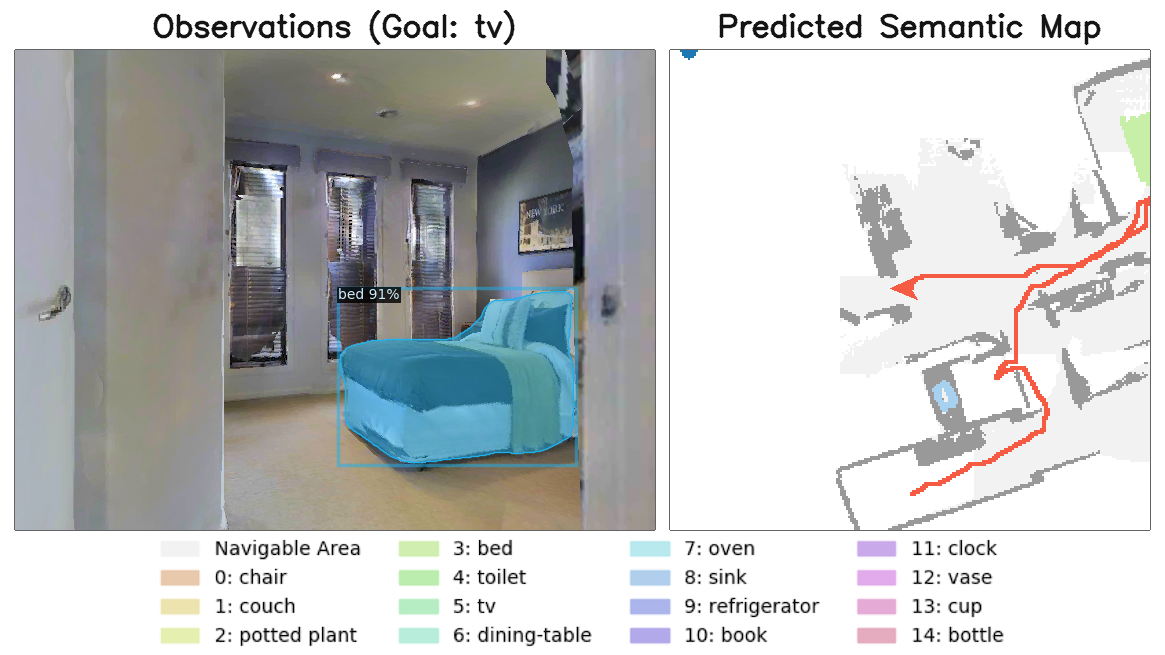 Observations (Goal: tv)
Predicted Semantic Map
NEW YORK
bed 91%
Navigable Area
0: chair
1: couch
2: potted plant
3: bed
4: toilet
5: tv
6: dining-table
7: oven
8: sink
9: refrigerator
10: book
11: clock
12: vase
13: cup
14: bottle